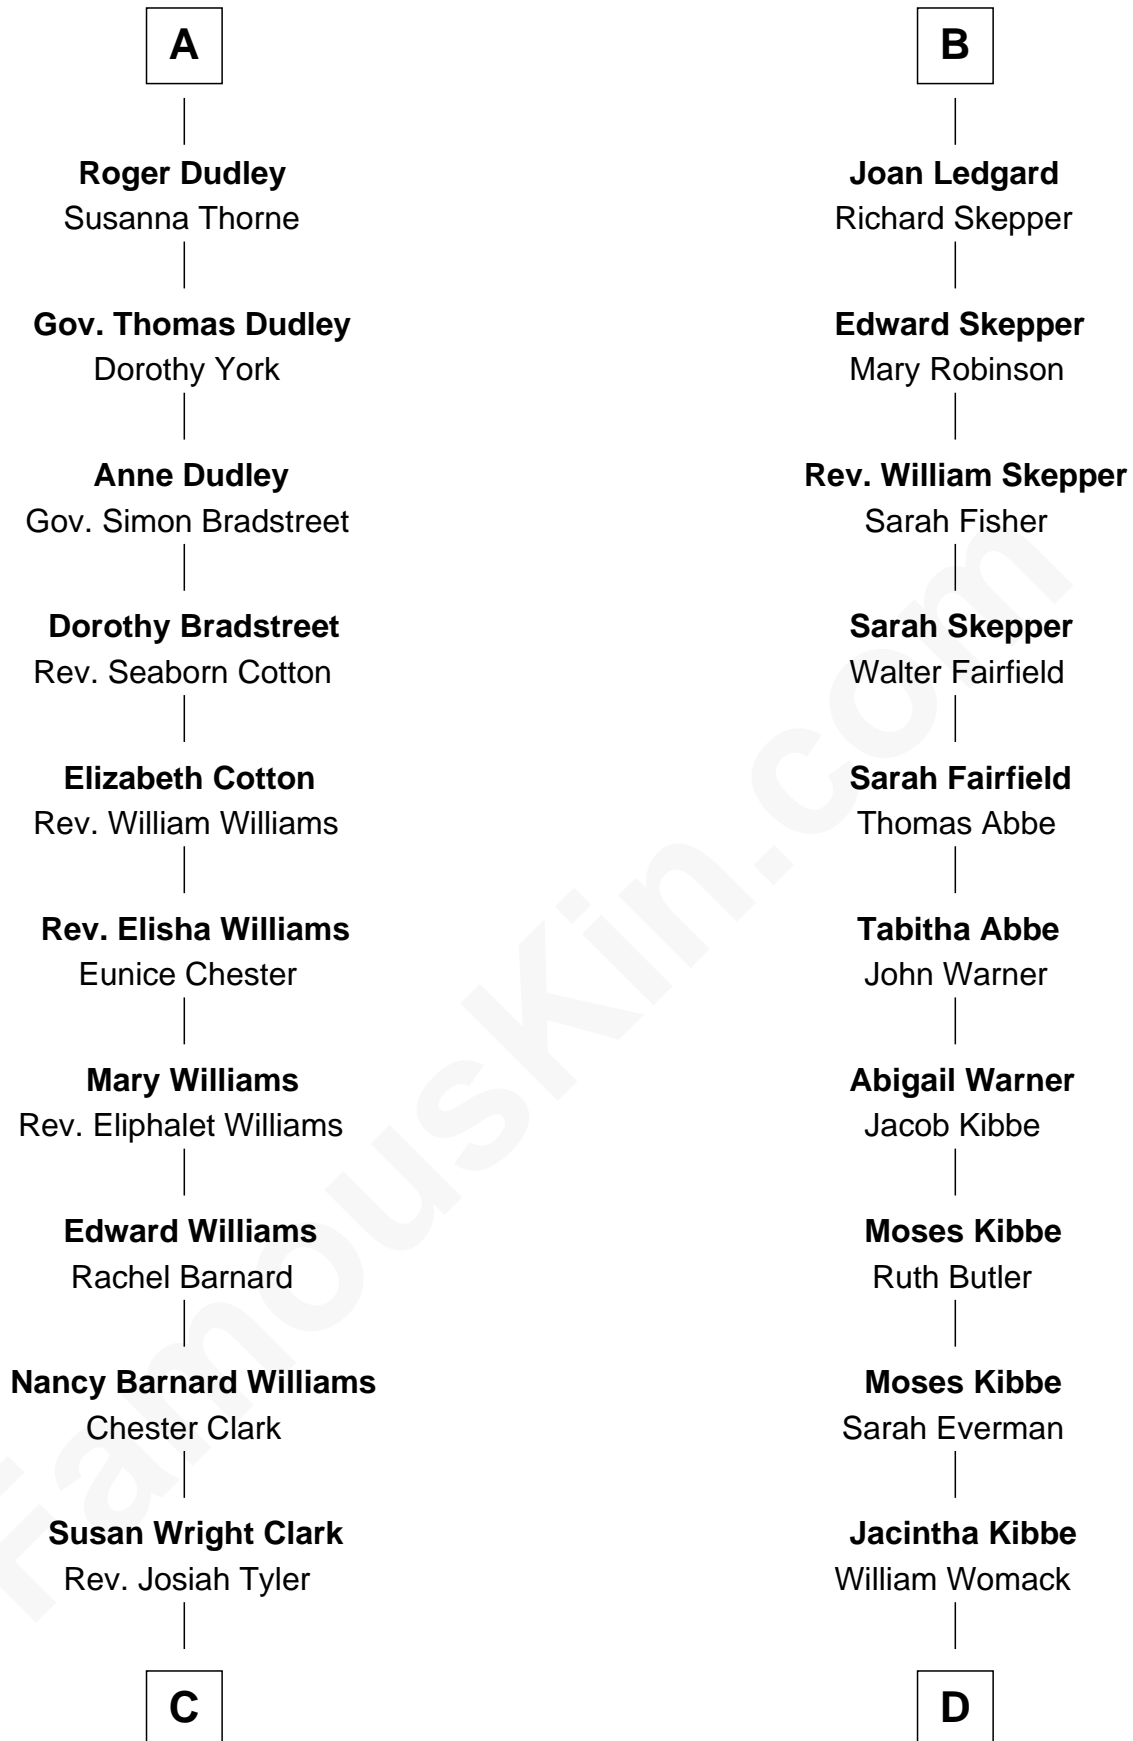 A
Roger Dudley
Susanna Thorne
Gov. Thomas Dudley
Dorothy York
Anne Dudley
Gov. Simon Bradstreet
Dorothy Bradstreet
Rev. Seaborn Cotton
Elizabeth Cotton
Rev. William Williams
Rev. Elisha Williams
Eunice Chester
Mary Williams
Rev. Eliphalet Williams
Edward Williams
Rachel Barnard
Nancy Barnard Williams
Chester Clark
Susan Wright Clark
Rev. Josiah Tyler
C
B
Joan Ledgard
Richard Skepper
Edward Skepper
Mary Robinson
Rev. William Skepper
Sarah Fisher
Sarah Skepper
Walter Fairfield
Sarah Fairfield
Thomas Abbe
Tabitha Abbe
John Warner
Abigail Warner
Jacob Kibbe
Moses Kibbe
Ruth Butler
Moses Kibbe
Sarah Everman
Jacintha Kibbe
William Womack
D
FamousKin.com